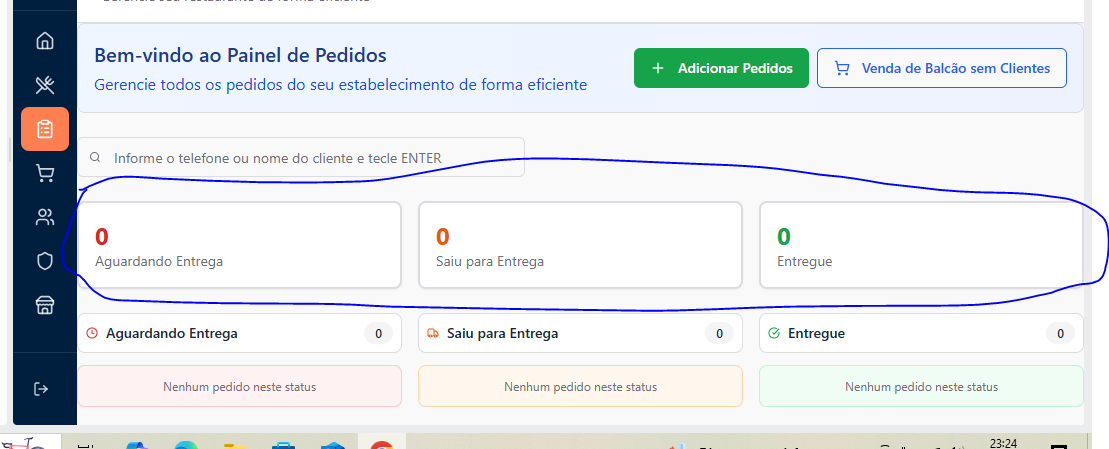 Bem-vindo ao Painel de Pedidos
Gerencie todos os pedidos do seu estabelecimento de forma eficiente
Adicionar Pedidos
Venda de Balcão sem Clientes
Informe o telefone ou nome do cliente e tecle ENTER
0
Aguardando Entrega
0
Saiu para Entrega
0
Entregue
Aguardando Entrega 0
Saiu para Entrega 0
Entregue 0
Nenhum pedido neste status
Nenhum pedido neste status
Nenhum pedido neste status
23:24